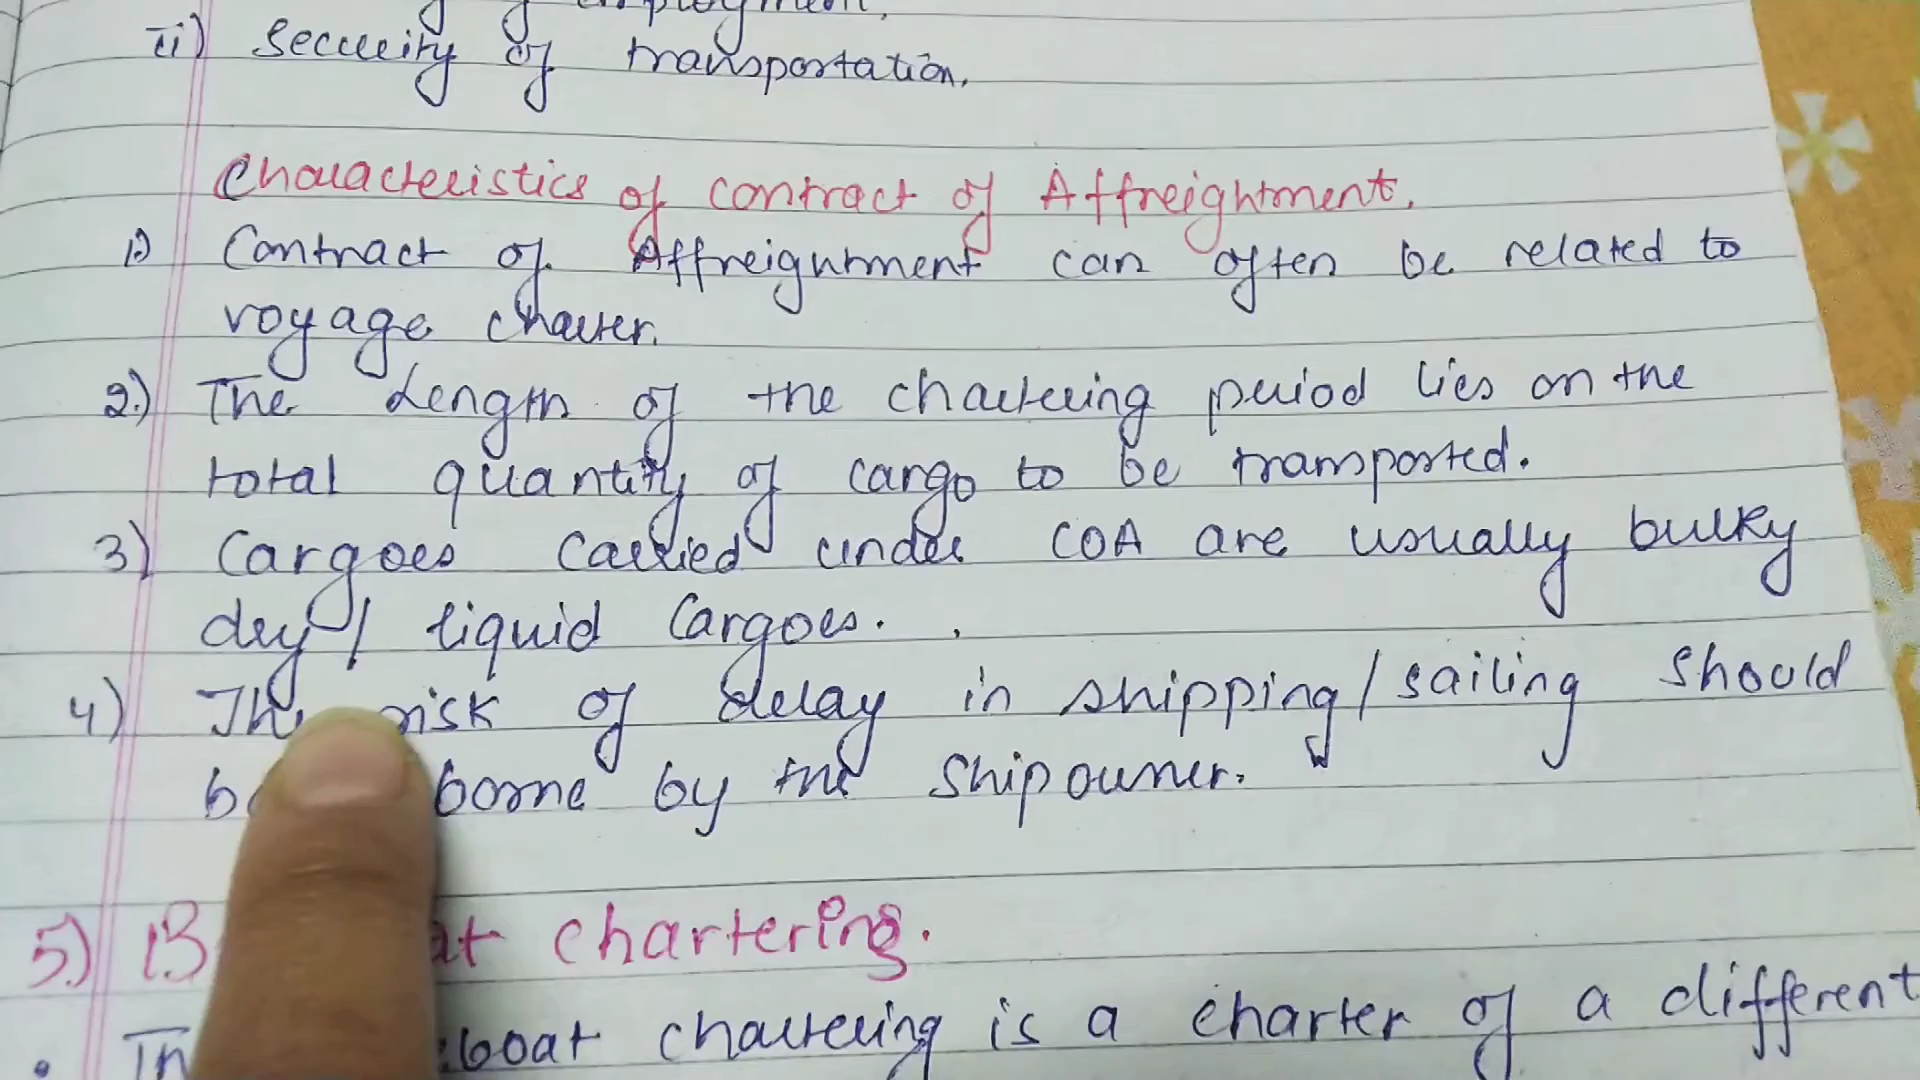 employment.
ii) Security of transportation.
Characteristics of contract of Affreightment.
1) Contract of Affreightment can often be related to
voyage charter.
2.) The Length of the chartering period lies on the
total quantity of cargo to be transported.
3) Cargoes carried under COA are usually bulky
dry / liquid Cargoes.
4) The risk of delay in shipping / sailing should
borne by the shipowner.
5.) chartering.
boat chartering is a charter of a different